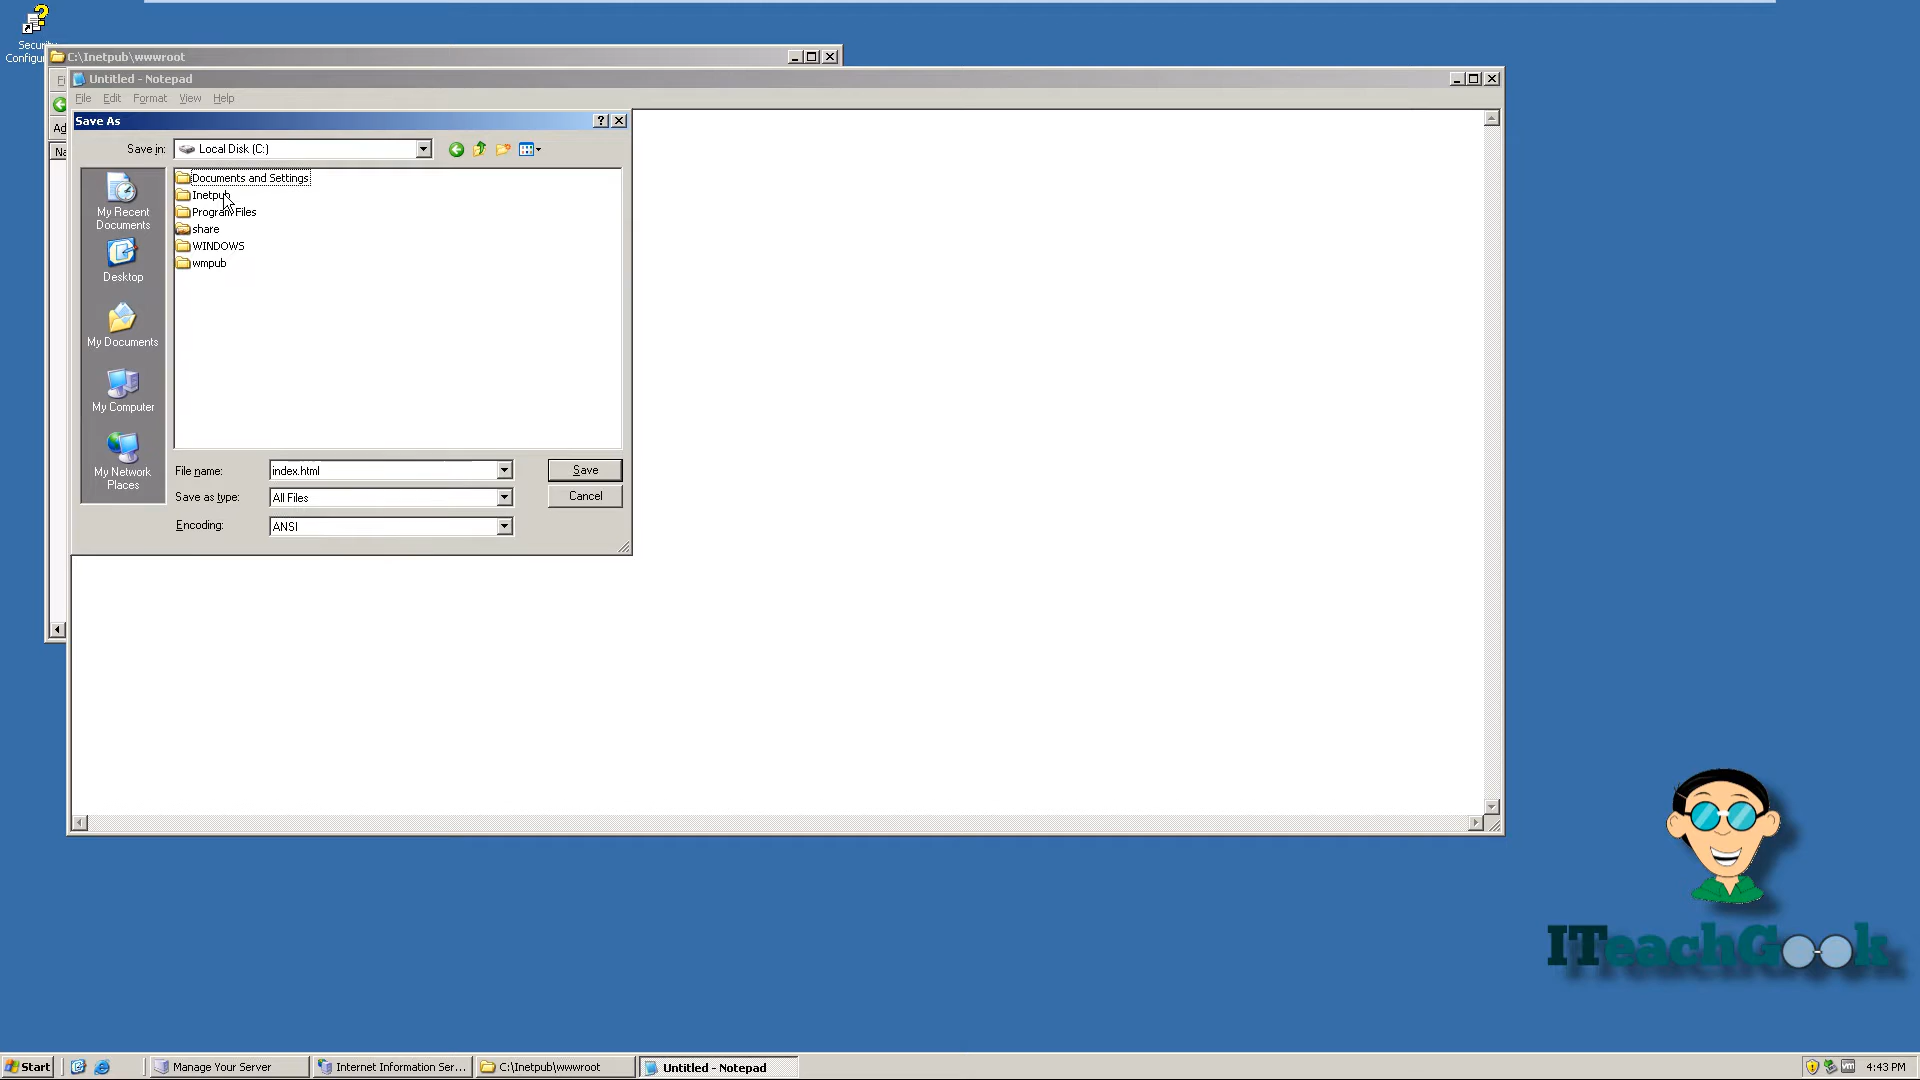 Security
Configu
C:\Inetpub\wwwroot
Untitled - Notepad
File Edit Format View Help
Save As
Save in: Local Disk (C:)
Documents and Settings
Inetpub
Program Files
share
WINDOWS
wmpub
My Recent
Documents
Desktop
My Documents
My Computer
My Network
Places
File name: index.html Save
Save as type: All Files Cancel
Encoding: ANSI
ITeachGeek
Start Manage Your Server Internet Information Ser... C:\Inetpub\wwwroot Untitled - Notepad 4:43 PM